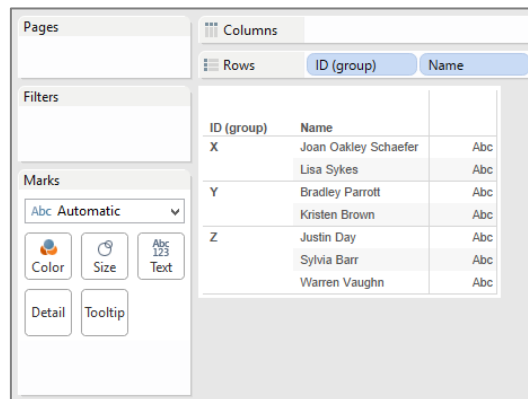 Pages
Columns
Rows ID (group) Name
Filters
ID (group) Name
X Joan Oakley Schaefer Abc
Lisa Sykes Abc
Y Bradley Parrott Abc
Kristen Brown Abc
Z Justin Day Abc
Sylvia Barr Abc
Warren Vaughn Abc
Marks
Abc Automatic
Color
Size
Abc
123
Text
Detail
Tooltip